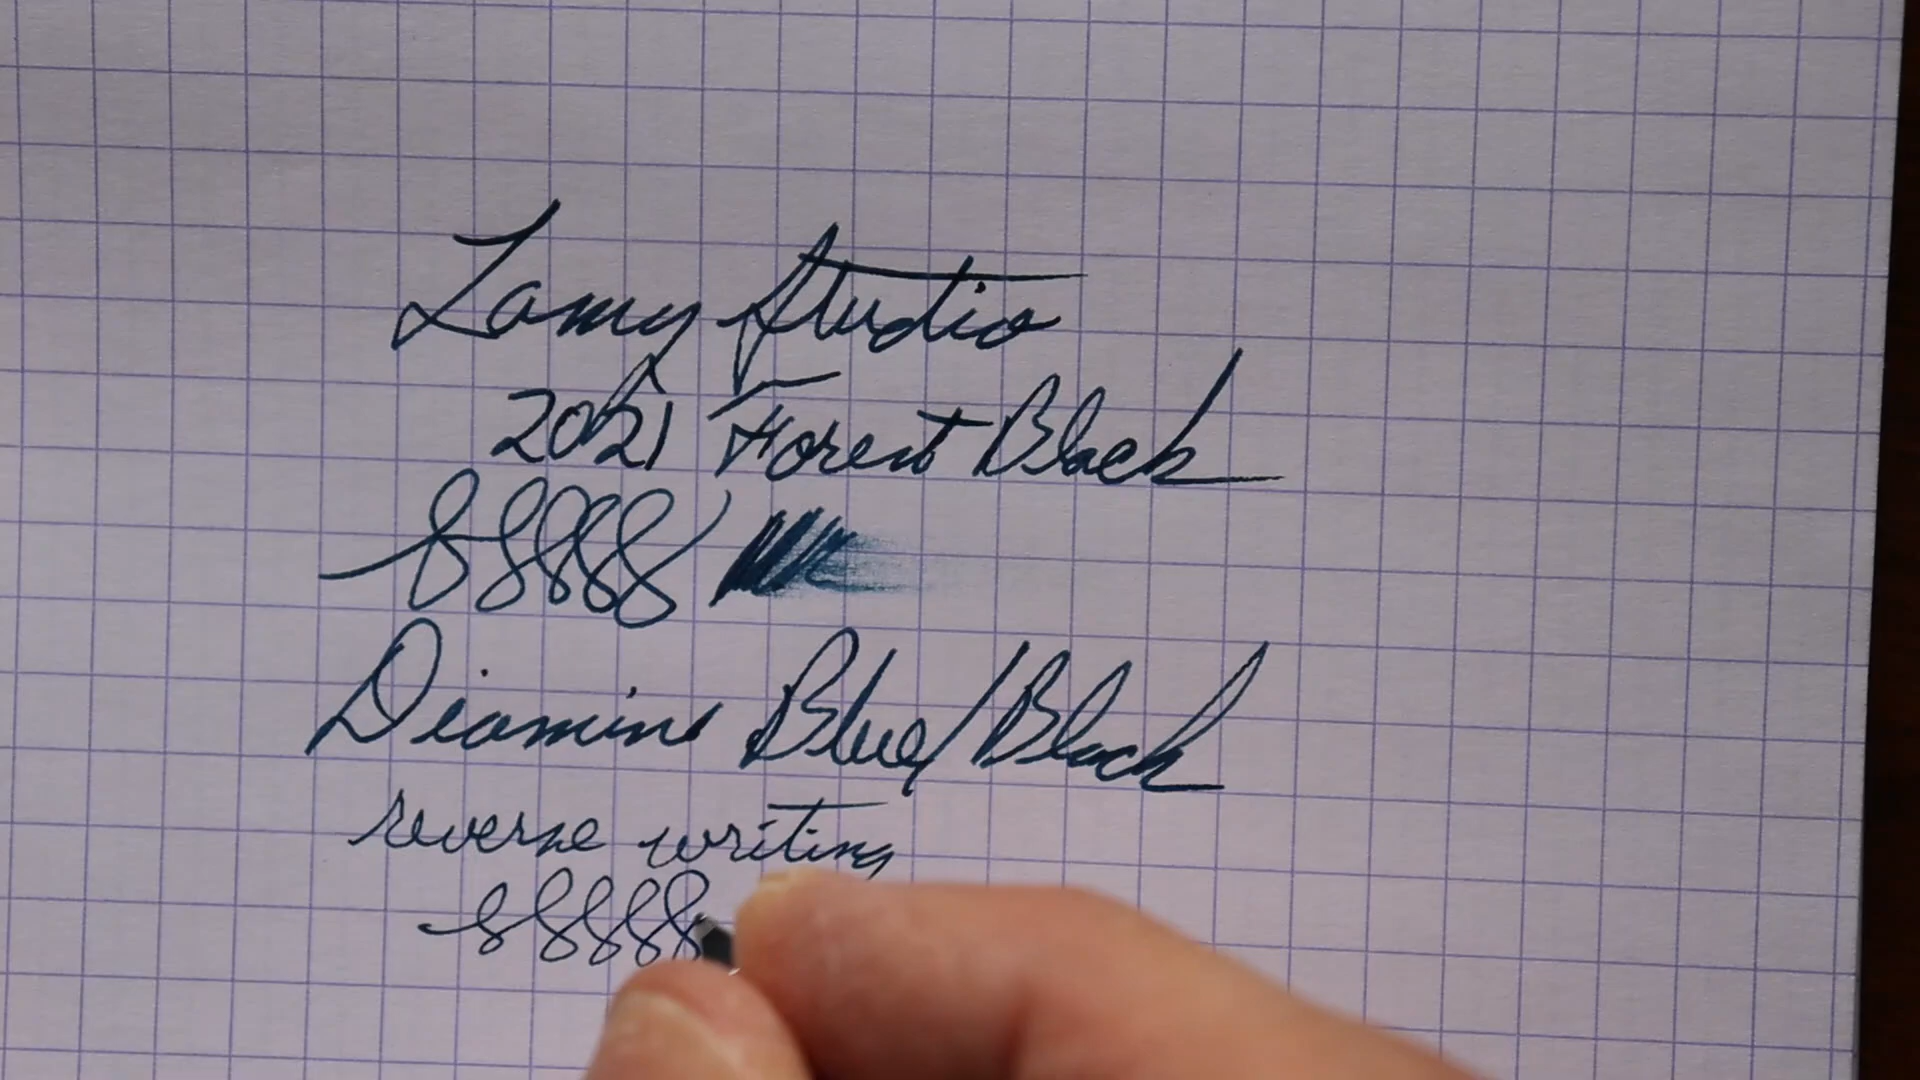 Lamy Studio
2021 Forest Black
88888
Diamine Blue/Black
reverse writing
88888